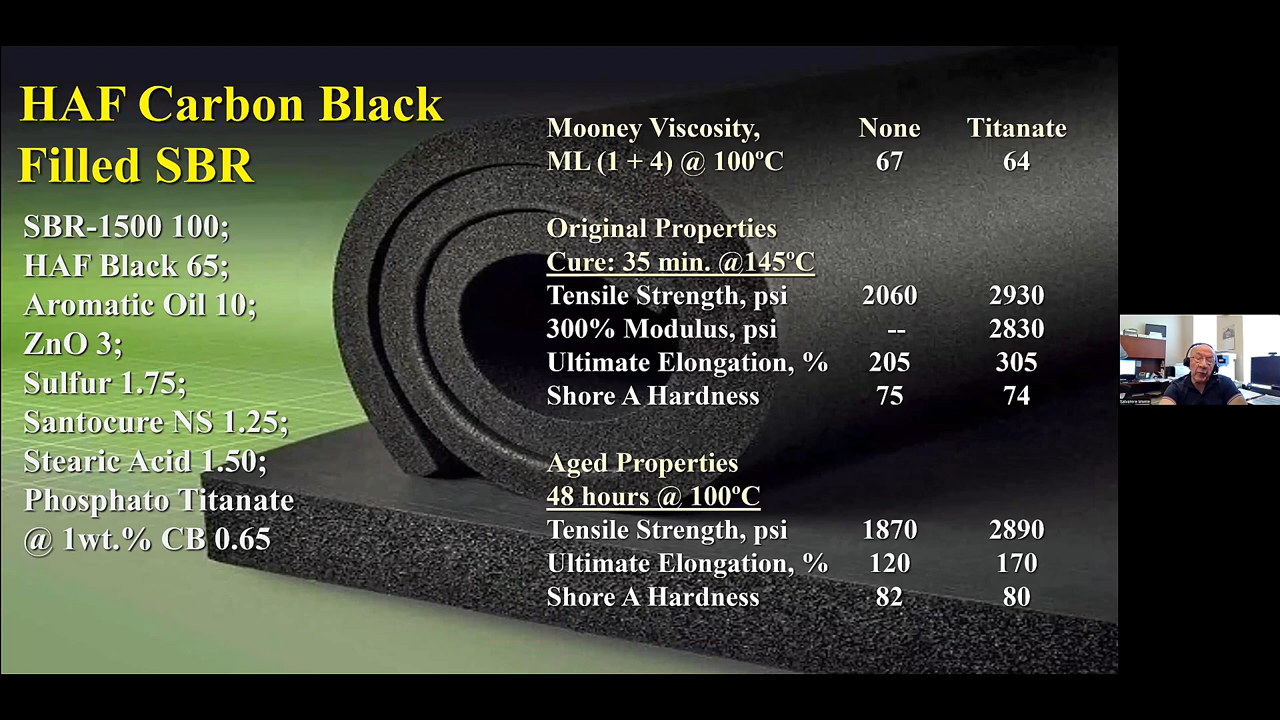 HAF Carbon Black
Filled SBR
SBR-1500 100;
HAF Black 65;
Aromatic Oil 10;
ZnO 3;
Sulfur 1.75;
Santocure NS 1.25;
Stearic Acid 1.50;
Phosphato Titanate
@ 1wt.% CB 0.65
Mooney Viscosity, None Titanate
ML (1 + 4) @ 100ºC 67 64
Original Properties
Cure: 35 min. @145ºC
Tensile Strength, psi 2060 2930
300% Modulus, psi -- 2830
Ultimate Elongation, % 205 305
Shore A Hardness 75 74
Aged Properties
48 hours @ 100ºC
Tensile Strength, psi 1870 2890
Ultimate Elongation, % 120 170
Shore A Hardness 82 80